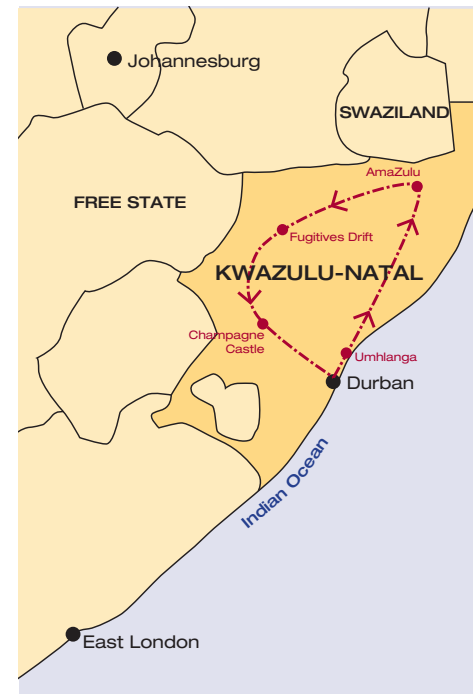 Johannesburg
SWAZILAND
AmaZulu
FREE STATE
Fugitives Drift
KWAZULU-NATAL
Champagne
Castle
Umhlanga
Durban
Indian Ocean
East London